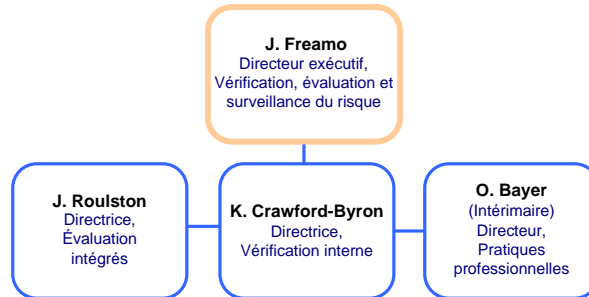 J. Freamo
Directeur exécutif,
Vérification, évaluation et
surveillance du risque
J. Roulston
Directrice,
Évaluation
intégrés
K. Crawford-Byron
Directrice,
Vérification interne
O. Bayer
(Intérimaire)
Directeur,
Pratiques
professionnelles